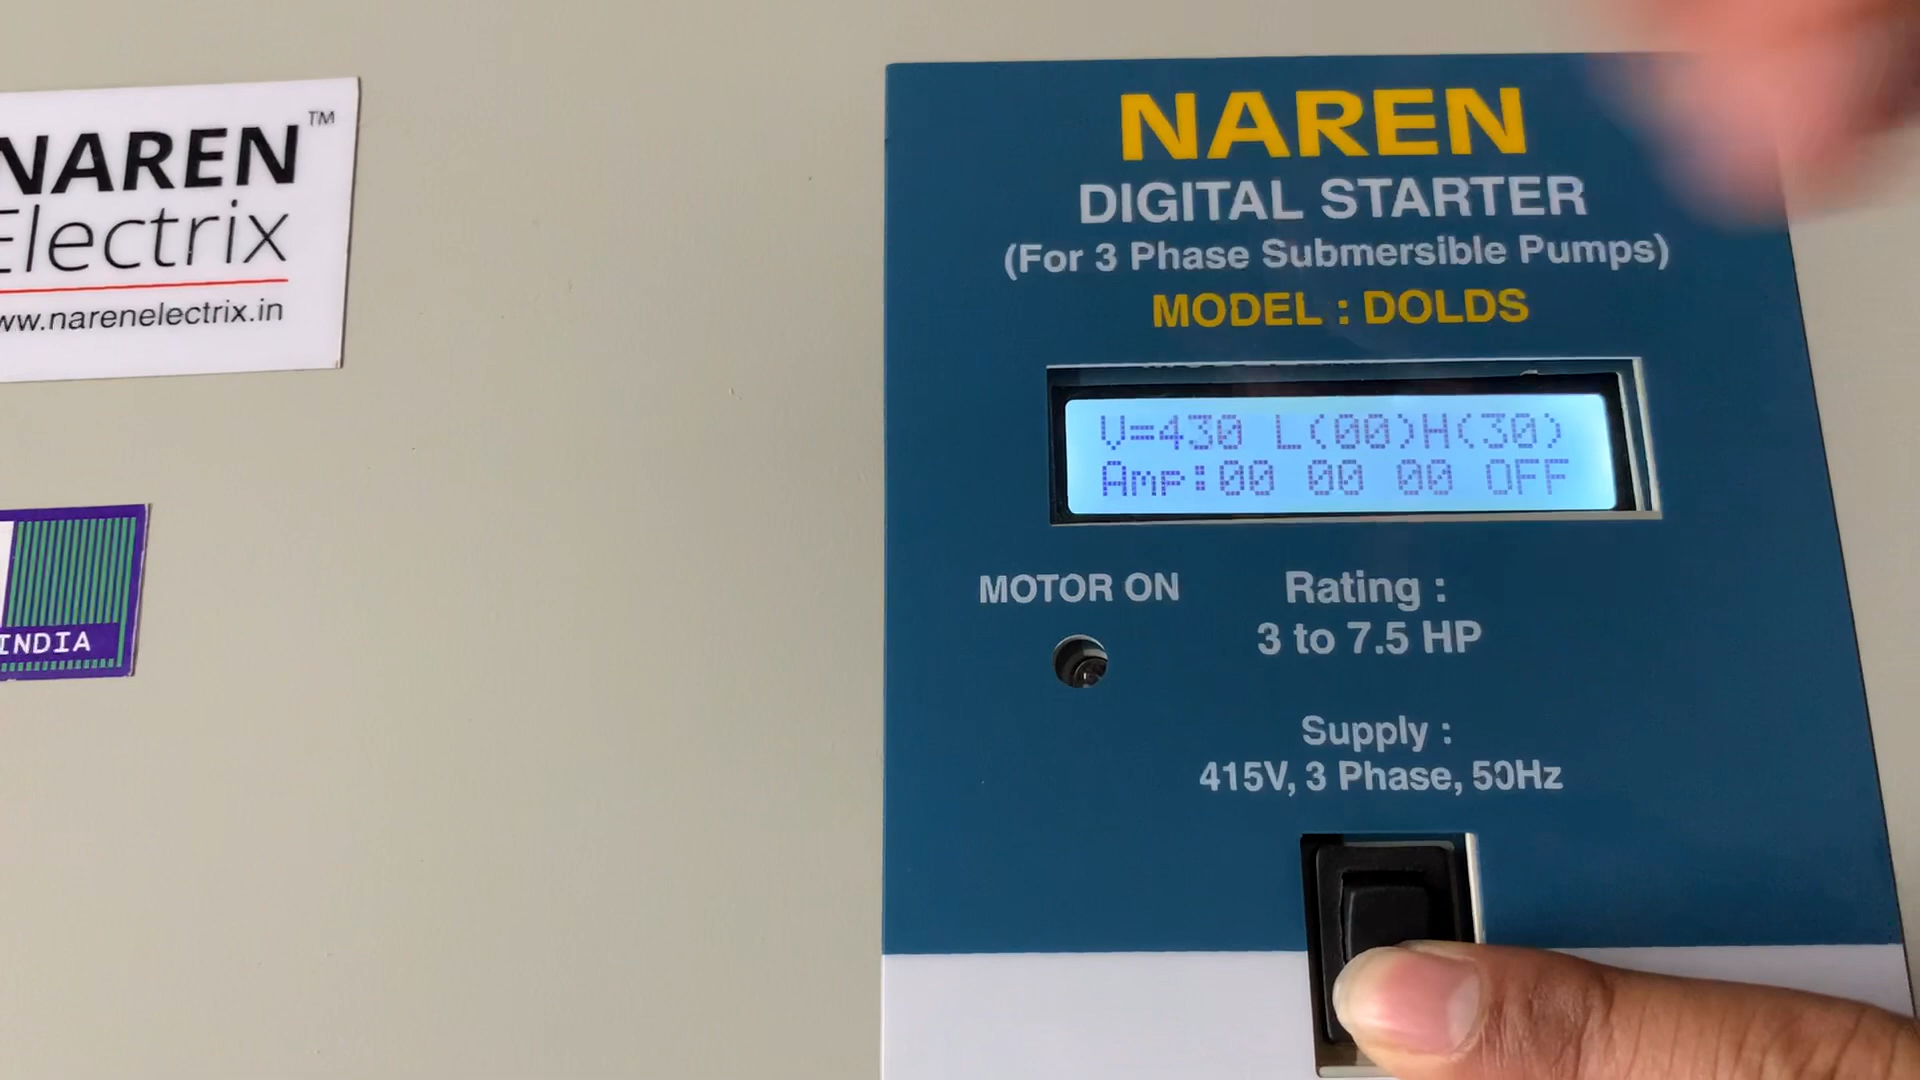 NAREN™
Electrix
ww.narenelectrix.in
INDIA
NAREN
DIGITAL STARTER
(For 3 Phase Submersible Pumps)
MODEL : DOLDS
V=430 L(00)H(30)
Amp:00 00 00 OFF
MOTOR ON
Rating :
3 to 7.5 HP
Supply :
415V, 3 Phase, 50Hz